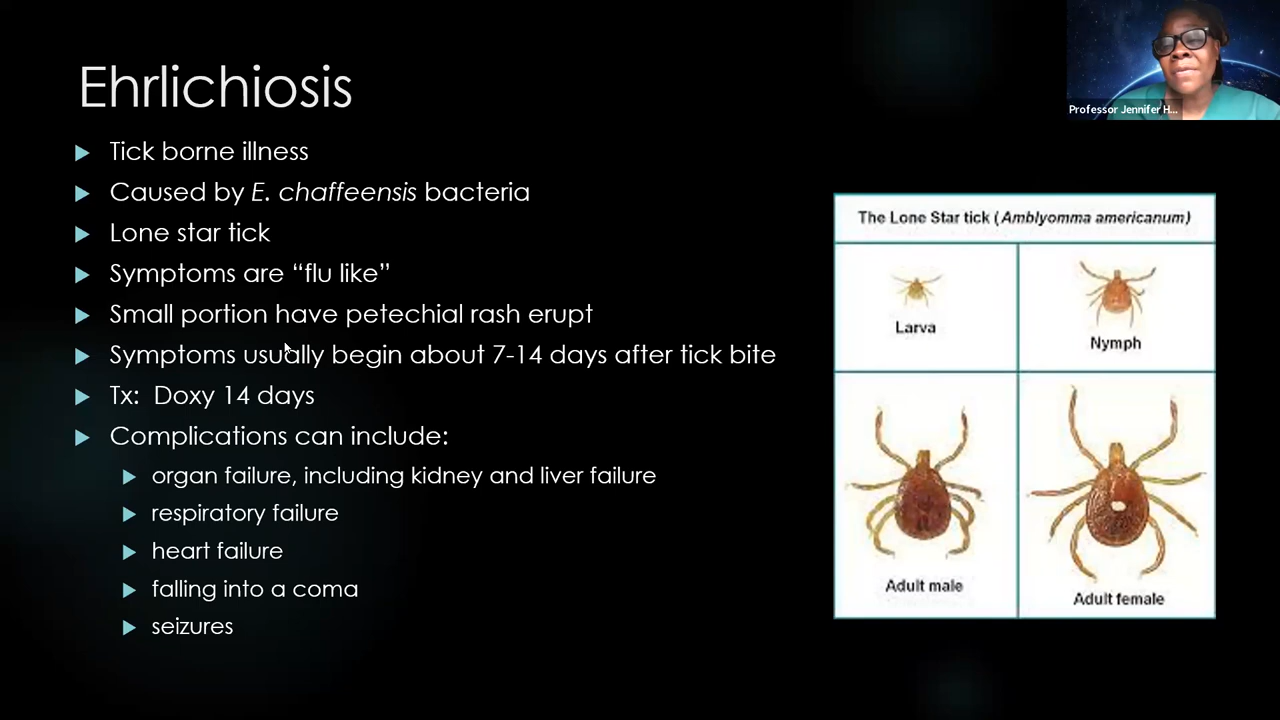 Ehrlichiosis
Tick borne illness
Caused by E. chaffeensis bacteria
Lone star tick
Symptoms are “flu like”
Small portion have petechial rash erupt
Symptoms usually begin about 7-14 days after tick bite
Tx:  Doxy 14 days
Complications can include:
organ failure, including kidney and liver failure
respiratory failure
heart failure
falling into a coma
seizures
Professor Jennifer H...
The Lone Star tick (Amblyomma americanum)
Larva
Nymph
Adult male
Adult female